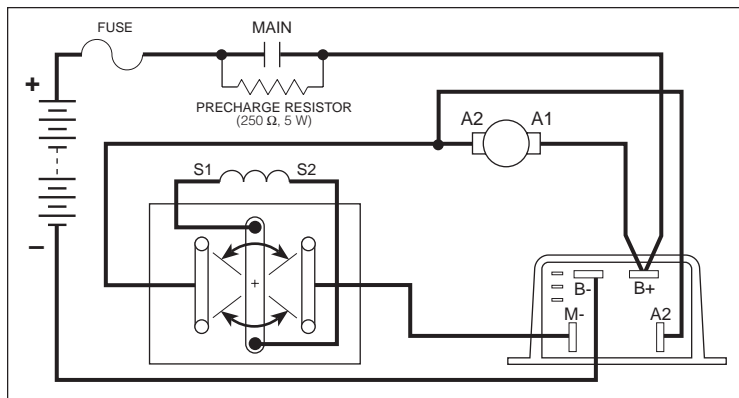 FUSE
MAIN
+
PRECHARGE RESISTOR
(250 Ω, 5 W)
A2 A1
S1 S2
–
+
B- B+
M- A2